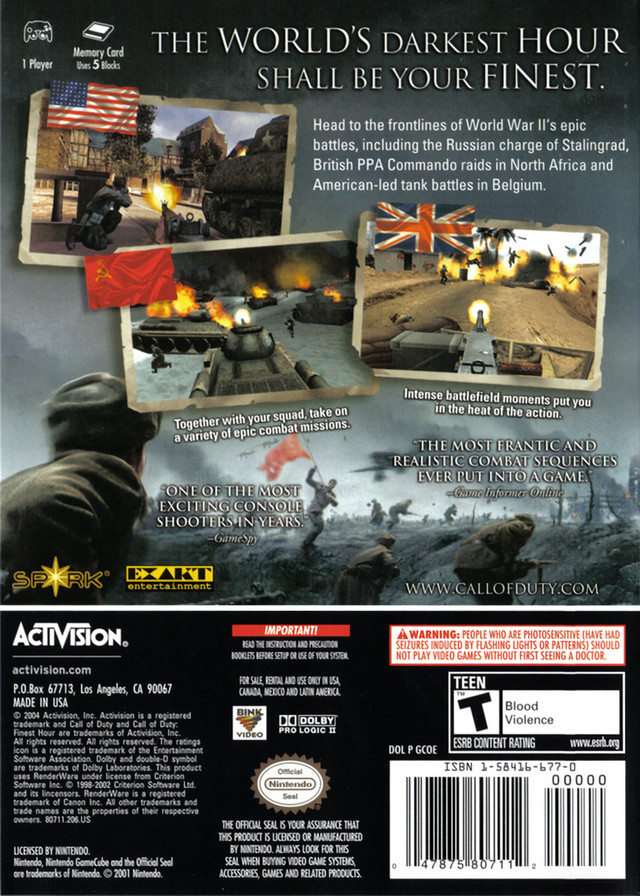 THE WORLD'S DARKEST HOUR
SHALL BE YOUR FINEST.
1 Player
Memory Card
Uses 5 Blocks
Head to the frontlines of World War II's epic
battles, including the Russian charge of Stalingrad,
British PPA Commando raids in North Africa and
American-led tank battles in Belgium.
Together with your squad, take on
a variety of epic combat missions.
Intense battlefield moments put you
in the heat of the action.
"THE MOST FRANTIC AND
REALISTIC COMBAT SEQUENCES
EVER PUT INTO A GAME."
–Game Informer Online
"ONE OF THE MOST
EXCITING CONSOLE
SHOOTERS IN YEARS."
–GameSpy
SPARK
EXAKT
entertainment
WWW.CALLOFDUTY.COM
ACTIVISION®
activision.com
P.O.Box 67713, Los Angeles, CA 90067
MADE IN USA
© 2004 Activision, Inc. Activision is a registered
trademark and Call of Duty and Call of Duty:
Finest Hour are trademarks of Activision, Inc.
All rights reserved. All rights reserved. The ratings
icon is a registered trademark of the Entertainment
Software Association. Dolby and double-D symbol
are trademarks of Dolby Laboratories. This product
uses RenderWare under license from Criterion
Software Inc. © 1998-2002 Criterion Software Ltd.
and its lincensors. RenderWare is a registered
trademark of Canon Inc. All other trademarks and
trade names are the properties of their respective
owners. 80711.206.US
LICENSED BY NINTENDO.
Nintendo, Nintendo GameCube and the Official Seal
are trademarks of Nintendo. © 2001 Nintendo.
IMPORTANT!
READ THE INSTRUCTION AND PRECAUTION
BOOKLETS BEFORE SETUP OR USE OF YOUR SYSTEM.
FOR SALE, RENTAL AND USE ONLY IN USA,
CANADA, MEXICO AND LATIN AMERICA.
BINK
VIDEO
DOLBY
PRO LOGIC II
Official
Nintendo
Seal
THE OFFICIAL SEAL IS YOUR ASSURANCE THAT
THIS PRODUCT IS LICENSED OR MANUFACTURED
BY NINTENDO. ALWAYS LOOK FOR THIS
SEAL WHEN BUYING VIDEO GAME SYSTEMS,
ACCESSORIES, GAMES AND RELATED PRODUCTS.
WARNING: PEOPLE WHO ARE PHOTOSENSITIVE (HAVE HAD
SEIZURES INDUCED BY FLASHING LIGHTS OR PATTERNS) SHOULD
NOT PLAY VIDEO GAMES WITHOUT FIRST SEEING A DOCTOR.
TEEN
T
TM
Blood
Violence
ESRB CONTENT RATING www.esrb.org
DOL P GCOE
ISBN 1-58416-677-0
00000
0 47875 80711 2